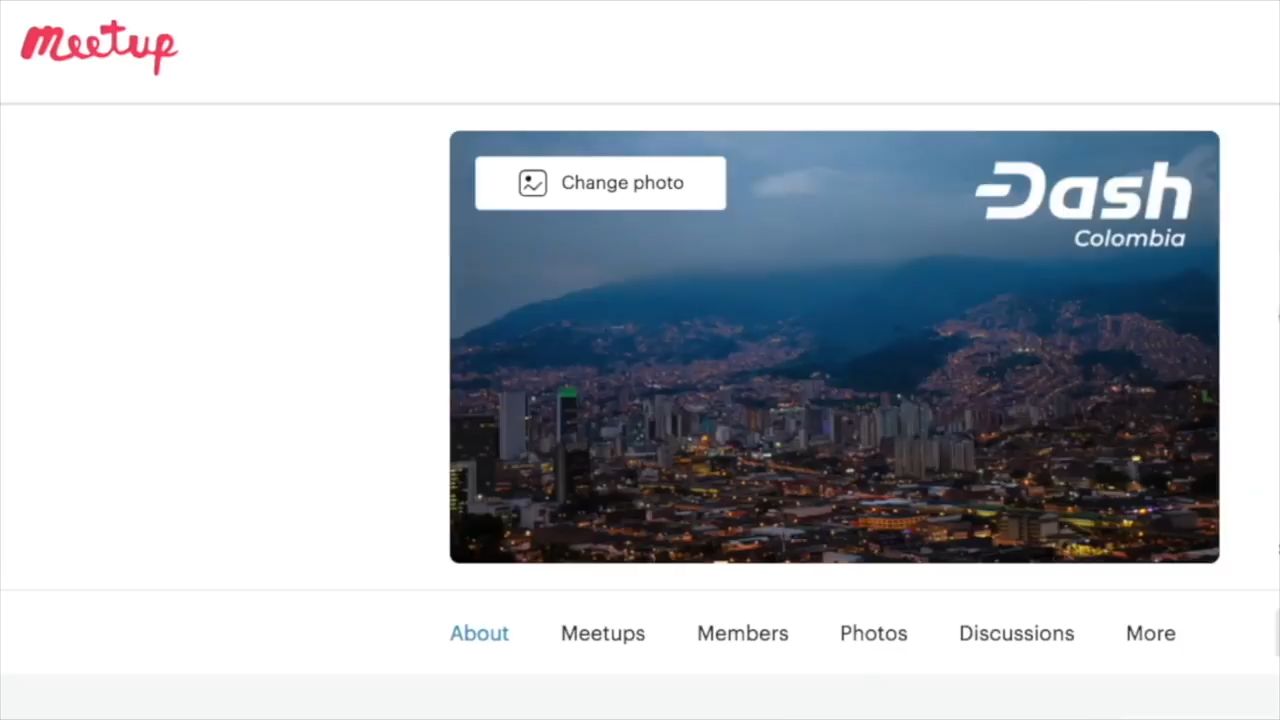 Meetup
Change photo
Dash
Colombia
About Meetups Members Photos Discussions More